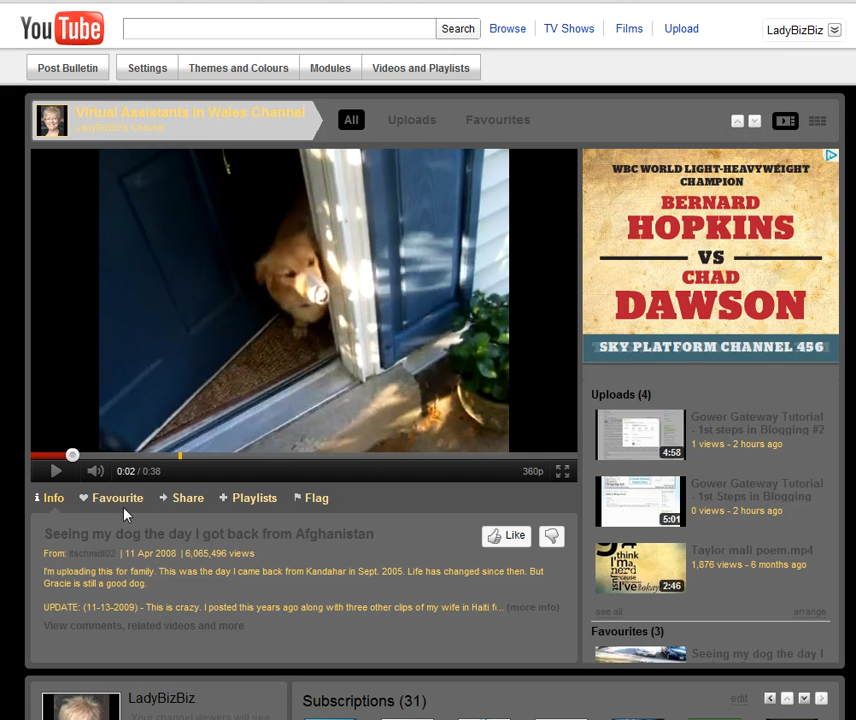 YouTube Search Browse TV Shows Films Upload LadyBizBiz
Post Bulletin Settings Themes and Colours Modules Videos and Playlists
Virtual Assistants in Wales Channel
LadyBizBiz's Channel
All Uploads Favourites
WBC WORLD LIGHT-HEAVYWEIGHT
CHAMPION
BERNARD
HOPKINS
VS
CHAD
DAWSON
SKY PLATFORM CHANNEL 456
0:02 / 0:38 360p
Info Favourite Share Playlists Flag
Seeing my dog the day I got back from Afghanistan
Like
From: ltschmidt02 | 11 Apr 2008 | 6,065,496 views
I'm uploading this for family. This was the day I came back from Kandahar in Sept. 2005. Life has changed since then. But
Gracie is still a good dog.
UPDATE: (11-13-2009) - This is crazy. I posted this years ago along with three other clips of my wife in Haiti f... (more info)
View comments, related videos and more
Uploads (4)
Gower Gateway Tutorial
- 1st steps in Blogging #2
1 views - 2 hours ago
4:58
Gower Gateway Tutorial
- 1st Steps in Blogging
0 views - 2 hours ago
5:01
think
I'm a
nerd
Taylor mali poem.mp4
1,876 views - 6 months ago
2:46
see all arrange
Favourites (3)
Seeing my dog the day I
LadyBizBiz
Your channel viewers will see
Subscriptions (31)
edit